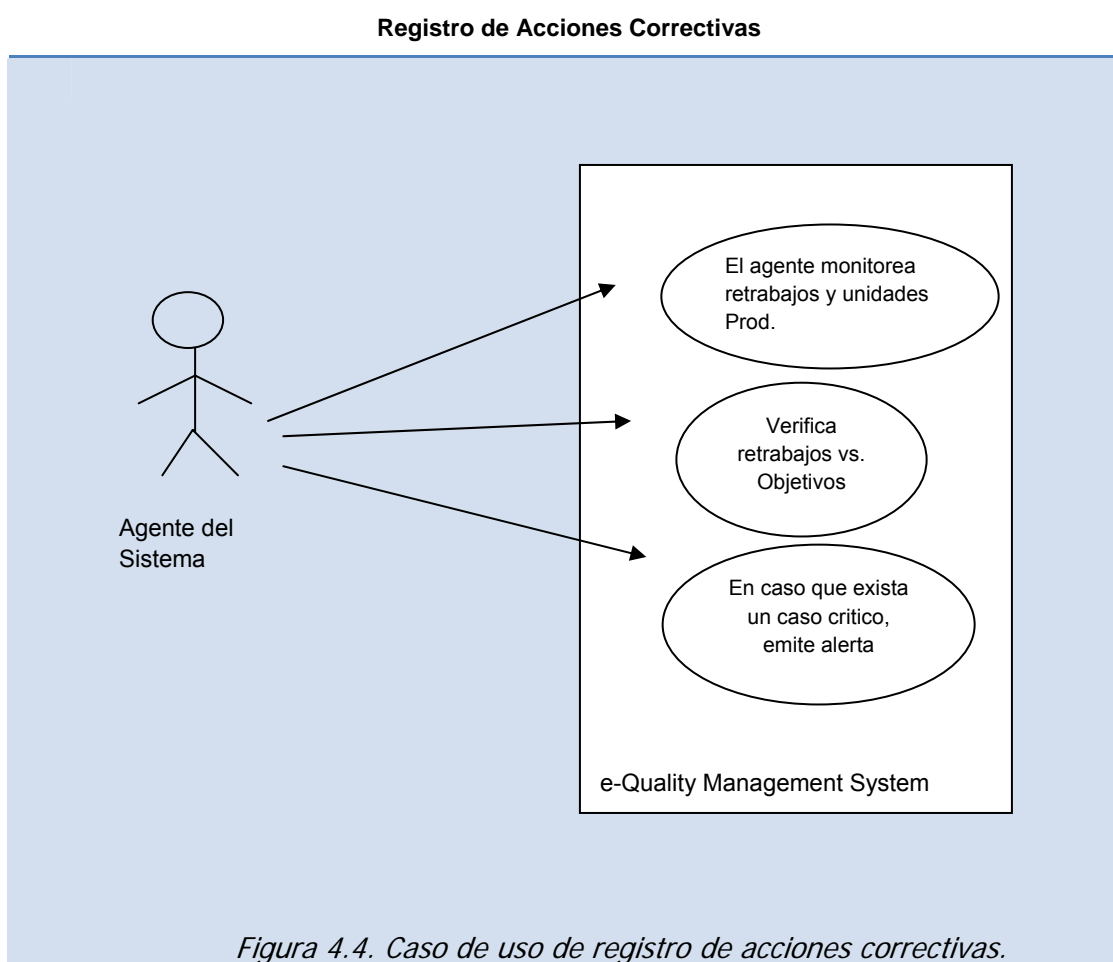 Registro de Acciones Correctivas
El agente monitorea
retrabajos y unidades
Prod.
Verifica
retrabajos vs.
Objetivos
Agente del
Sistema
En caso que exista
un caso critico,
emite alerta
e-Quality Management System
Figura 4.4. Caso de uso de registro de acciones correctivas.